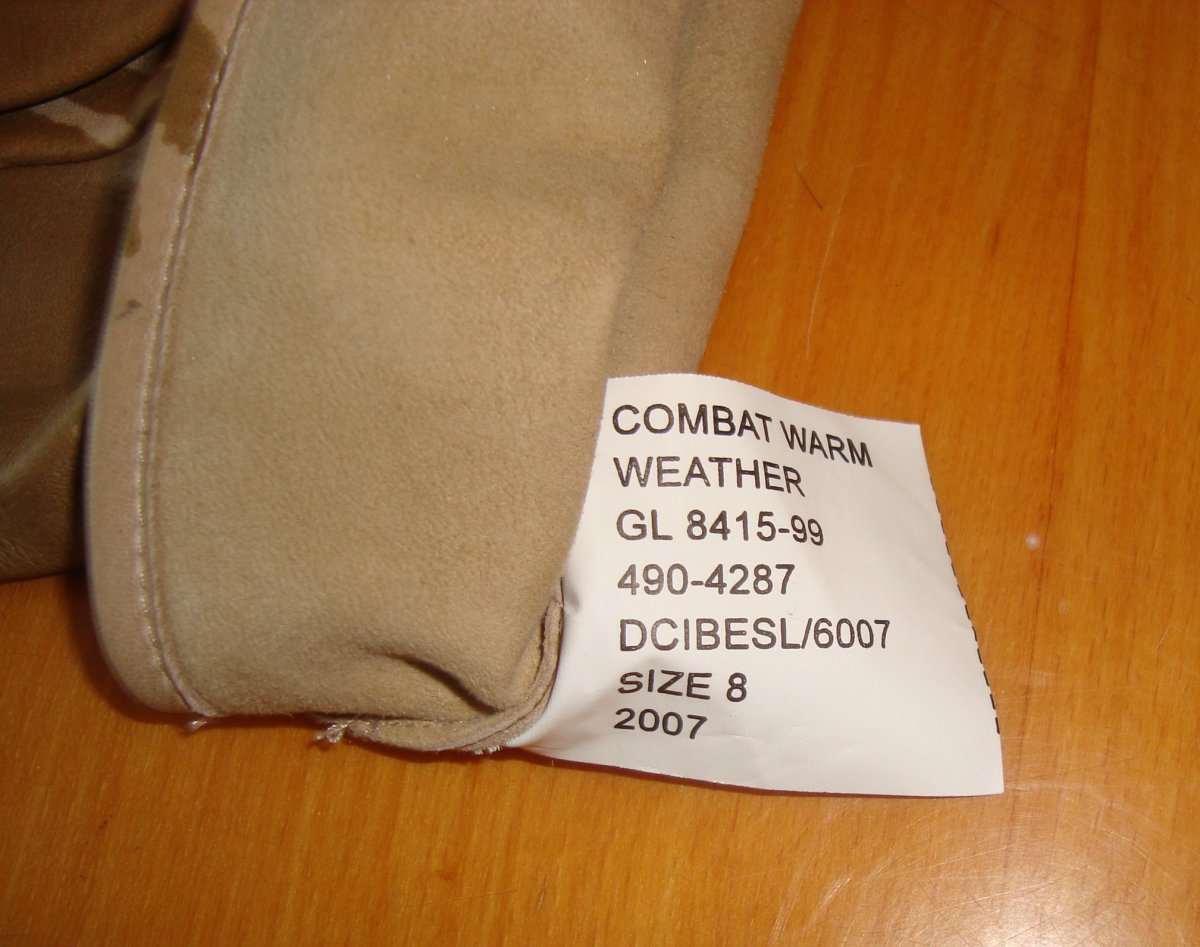 COMBAT WARM
WEATHER
GL 8415-99
490-4287
DCIBESL/6007
SIZE 8
2007